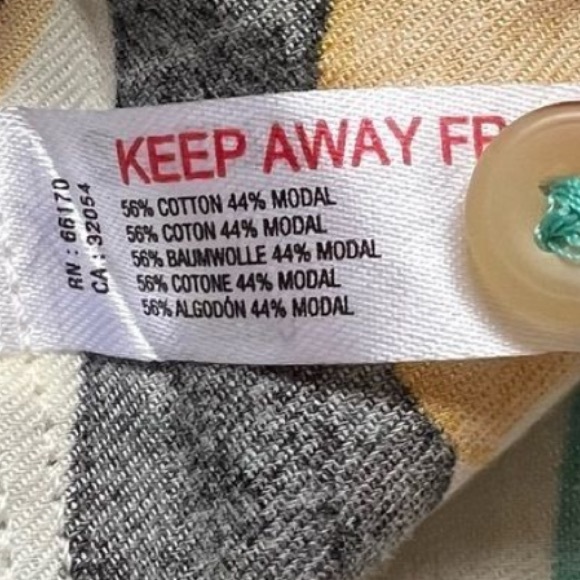 KEEP AWAY FR
56% COTTON 44% MODAL
56% COTON 44% MODAL
56% BAUMWOLLE 44% MODAL
56% COTONE 44% MODAL
56% ALGODÓN 44% MODAL
RN : 66170
CA : 32054